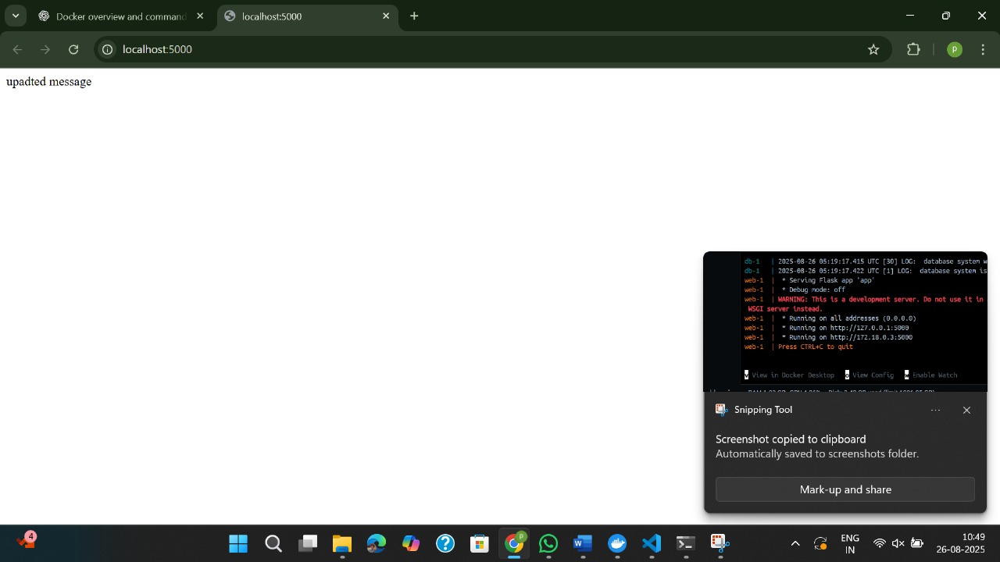 Docker overview and command
localhost:5000
localhost:5000
P
upadted message
db-1 | 2025-08-26 05:19:17.415 UTC [30] LOG: database system w
db-1 | 2025-08-26 05:19:17.422 UTC [1] LOG: database system is
web-1 | * Serving Flask app 'app'
web-1 | * Debug mode: off
web-1 | WARNING: This is a development server. Do not use it in
WSGI server instead.
web-1 | * Running on all addresses (0.0.0.0)
web-1 | * Running on http://127.0.0.1:5000
web-1 | * Running on http://172.18.0.3:5000
web-1 | Press CTRL+C to quit
v View in Docker Desktop o View Config w Enable Watch
Snipping Tool
Screenshot copied to clipboard
Automatically saved to screenshots folder.
Mark-up and share
4
P
W
ENG
IN
10:49
26-08-2025